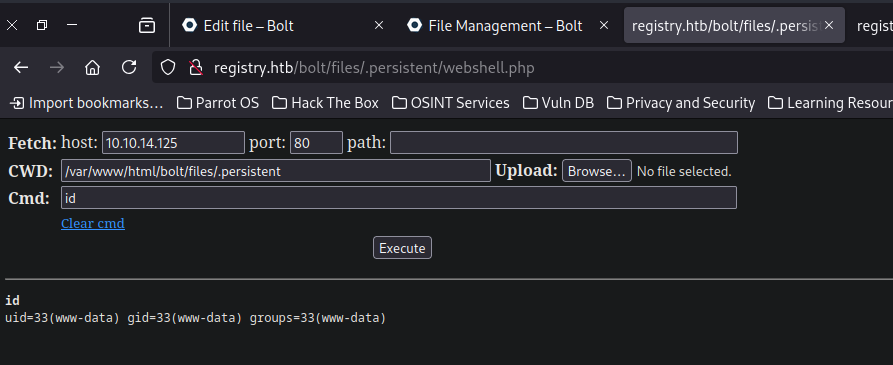 Edit file – Bolt
File Management – Bolt
registry.htb/bolt/files/.persis
regist
registry.htb/bolt/files/.persistent/webshell.php
Import bookmarks… Parrot OS Hack The Box OSINT Services Vuln DB Privacy and Security Learning Resour
Fetch: host: 10.10.14.125 port: 80 path:
CWD: /var/www/html/bolt/files/.persistent Upload: Browse... No file selected.
Cmd: id
Clear cmd
Execute
id
uid=33(www-data) gid=33(www-data) groups=33(www-data)